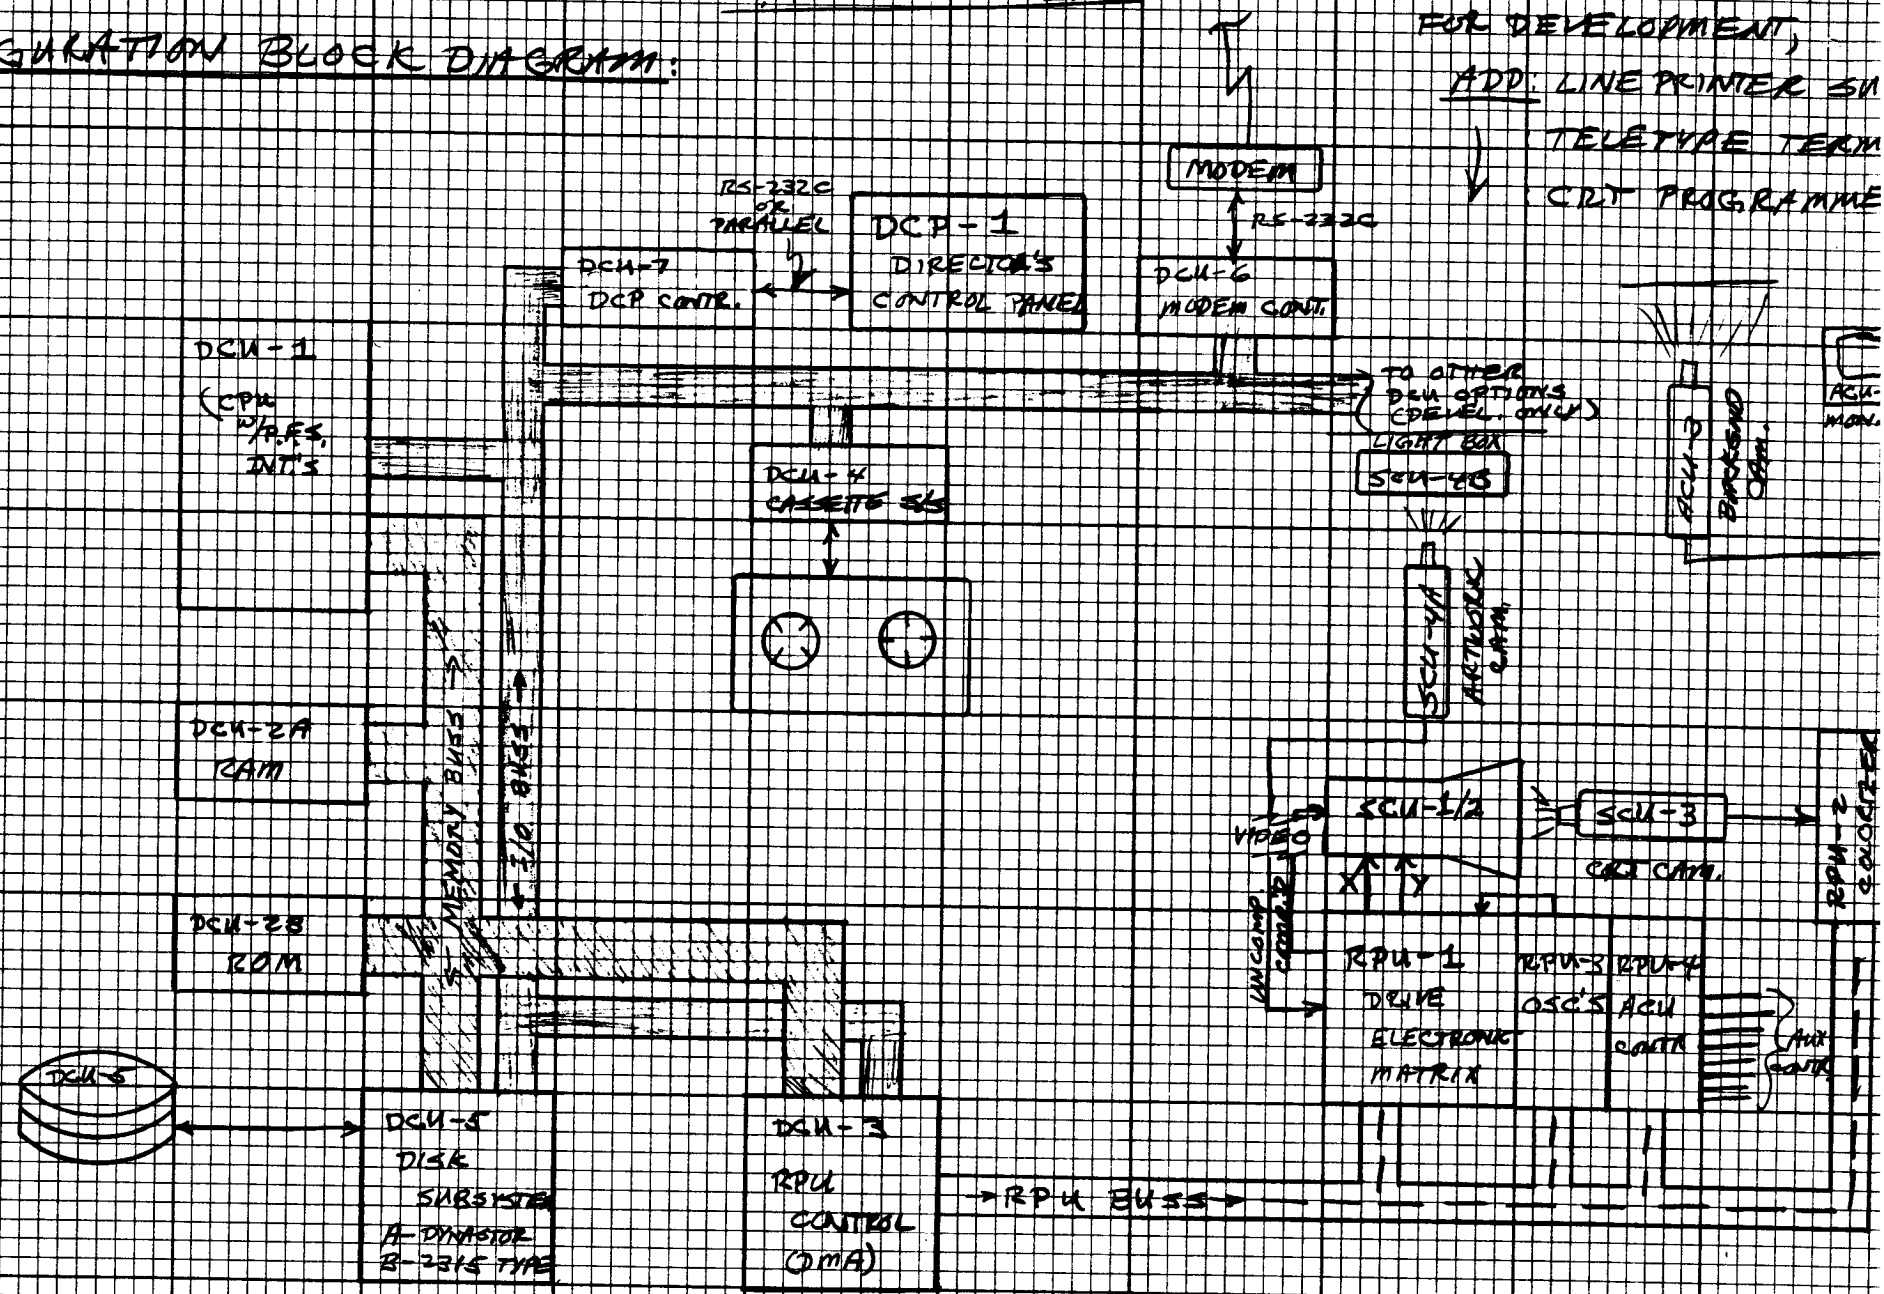 GURATION BLOCK DIAGRAM:
FOR DEVELOPMENT,
ADD: LINE PRINTER SU
TELETYPE TERM
CRT PROGRAMME
MODEM
RS-232C
RS-232C
OR
PARALLEL
DCP-1
DIRECTOR'S
CONTROL PANEL
DCU-7
DCP CONTR.
DCU-6
MODEM CONT.
DCU-1
(CPU
W/P.F.S.
INT'S
TO OTHER
DCU OPTIONS
(DEVEL. ONLY)
LIGHT BOX
SCU-4B
ACU-3
BACKGND
CAM.
ACU-
MON.
DCU-4
CASSETTE S/S
SCU-4A
ARTWORK
CAM.
DCU-2A
RAM
← MEMORY BUSS →
← I/O BUSS →
SCU-1/2
SCU-3
CRT CAM.
RPU-2
COLORIZER
VIDEO
X
Y
UNCOMP.
COMP.'D
DCU-2B
ROM
RPU-1
DRIVE
ELECTRONIC
MATRIX
RPU-3
OSC'S
RPU-4
ACU
CONTR
AUX
CONTR.
DCU-5
DCU-5
DISK
SUBSYSTEM
A-DYNASTOR
B-2315 TYPE
DCU-3
RPU
CONTROL
(DMA)
→ RPU BUSS →